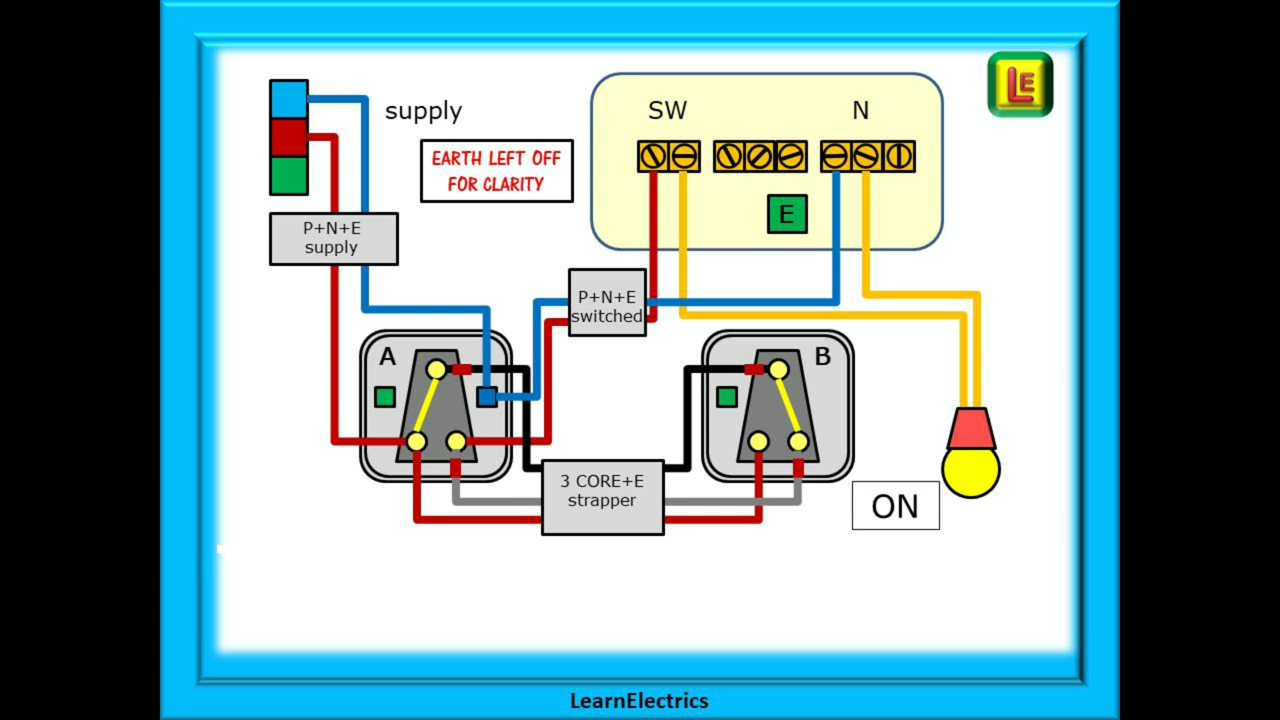 supply
EARTH LEFT OFF
FOR CLARITY
SW
N
LE
E
P+N+E
supply
P+N+E
switched
A
B
3 CORE+E
strapper
ON
LearnElectrics